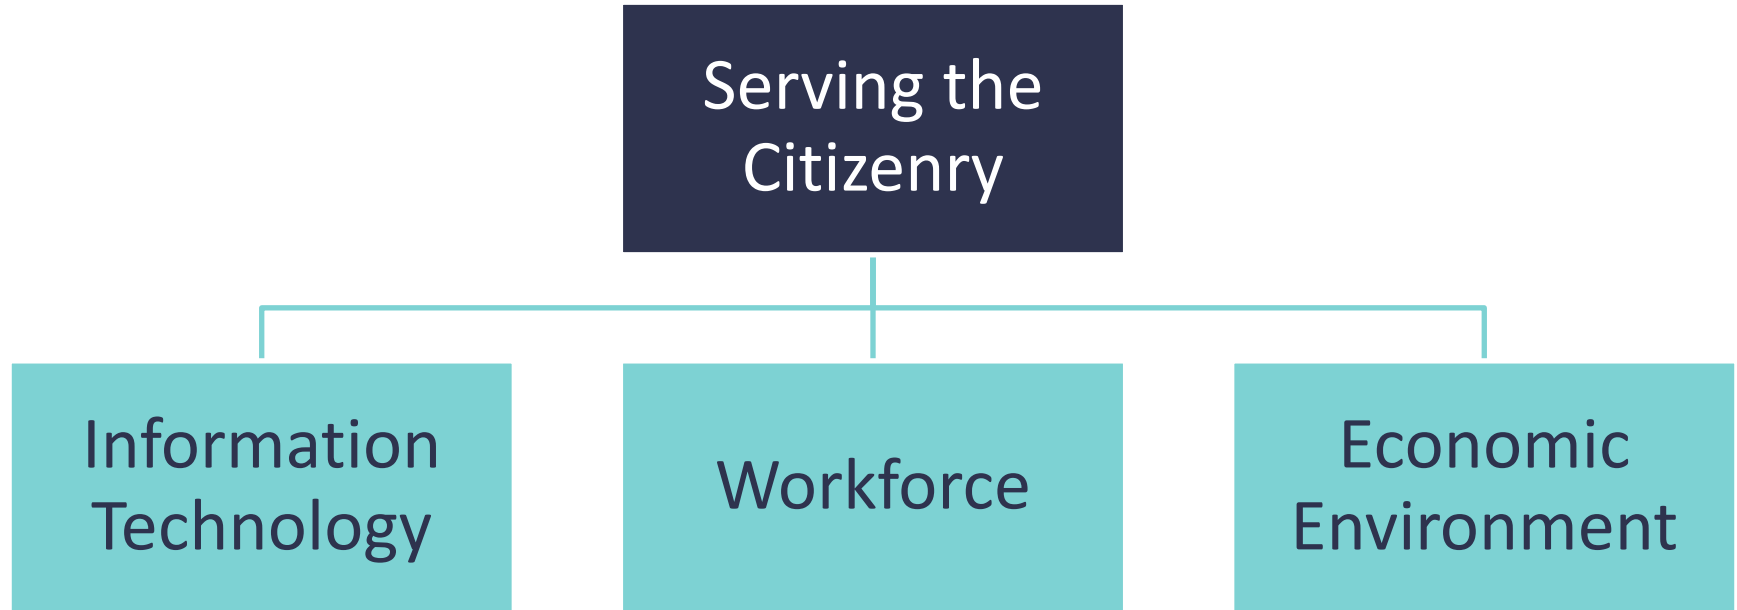 Serving the
Citizenry
Information
Technology
Workforce
Economic
Environment